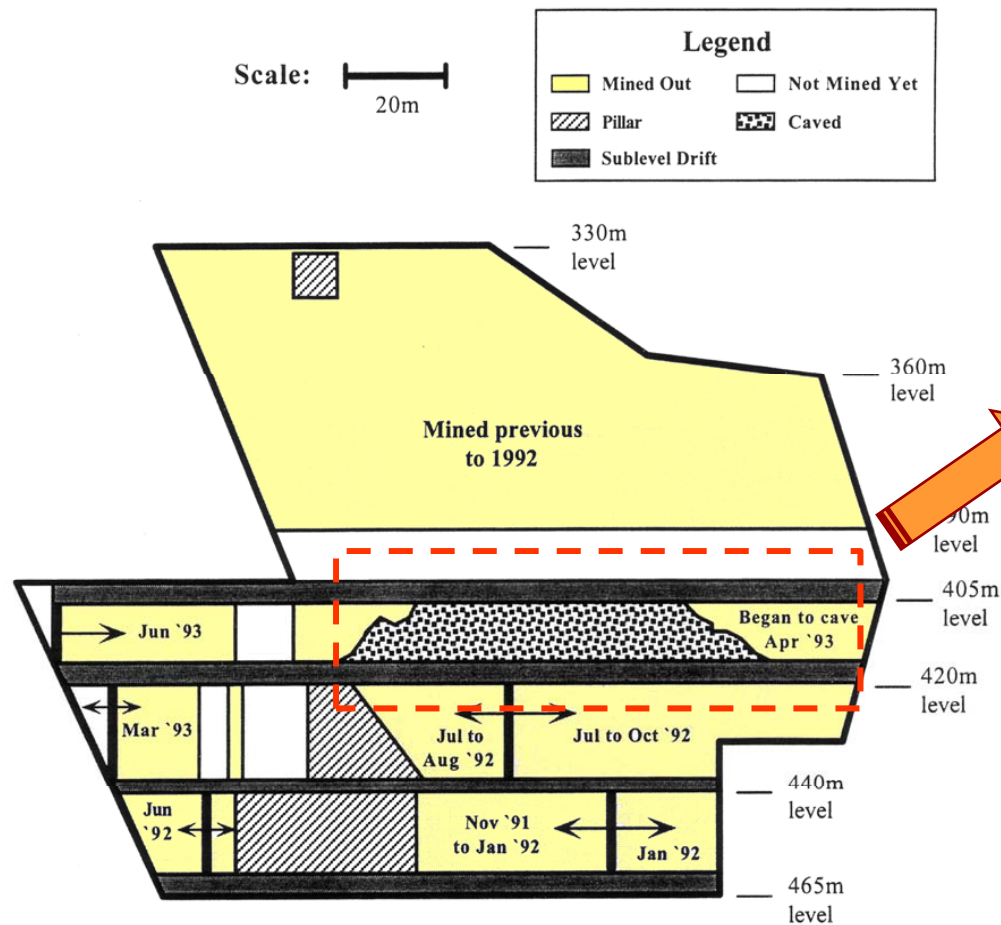 Scale:
20m
Legend
Mined Out
Not Mined Yet
Pillar
Caved
Sublevel Drift
330m
level
360m
level
Mined previous
to 1992
90m
level
405m
level
Jun `93
Began to cave
Apr `93
420m
level
Mar `93
Jul to
Aug `92
Jul to Oct `92
440m
level
Jun
`92
Nov `91
to Jan `92
Jan `92
465m
level